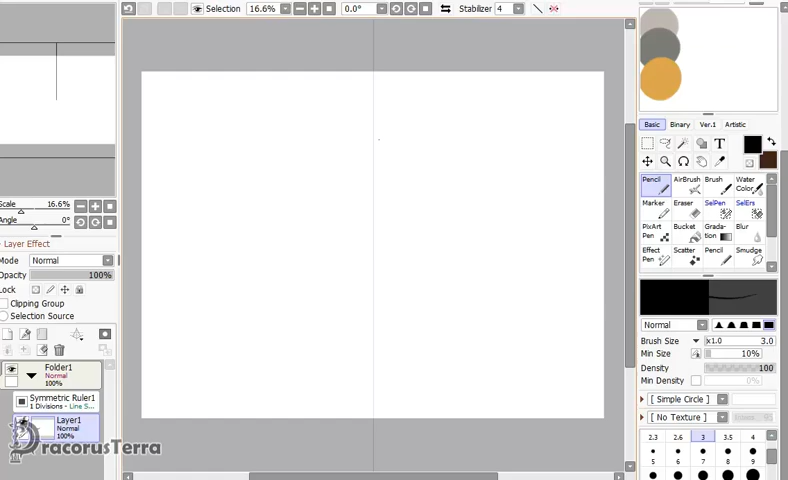 Selection 16.6% 0.0° Stabilizer 4
Basic Binary Ver.1 Artistic
T
Pencil AirBrush Brush Water Color
Marker Eraser SelPen SelErs
PixArt Pen Bucket Grada-tion Blur
Effect Pen Scatter Pencil Smudge
Scale 16.6%
Angle 0°
Layer Effect
Mode Normal
Opacity 100%
Lock
Clipping Group
Selection Source
Folder1
Normal
100%
Symmetric Ruler1
1 Divisions - Line S...
Layer1
Normal
100%
DracorusTerra
Normal
Brush Size x1.0 3.0
Min Size 10%
Density 100
Min Density 0%
[ Simple Circle ]
[ No Texture ]
2.3 2.6 3 3.5 4
5 6 7 8 9